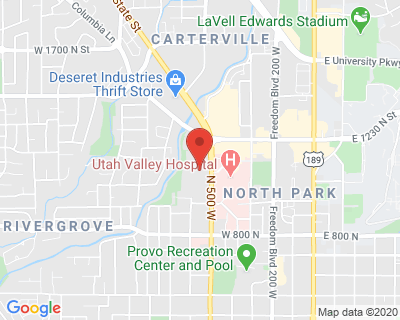 Columbia Ln
State St
LaVell Edwards Stadium
CARTERVILLE
W 1700 N St
E University Pkwy
Freedom Blvd 200 W
Deseret Industries
Thrift Store
E 1230 N St
Utah Valley Hospital
H
189
N 500 W
NORTH PARK
RIVERGROVE
W 800 N
E 800 N
Freedom Blvd 200 W
Provo Recreation
Center and Pool
Google
Map data ©2020